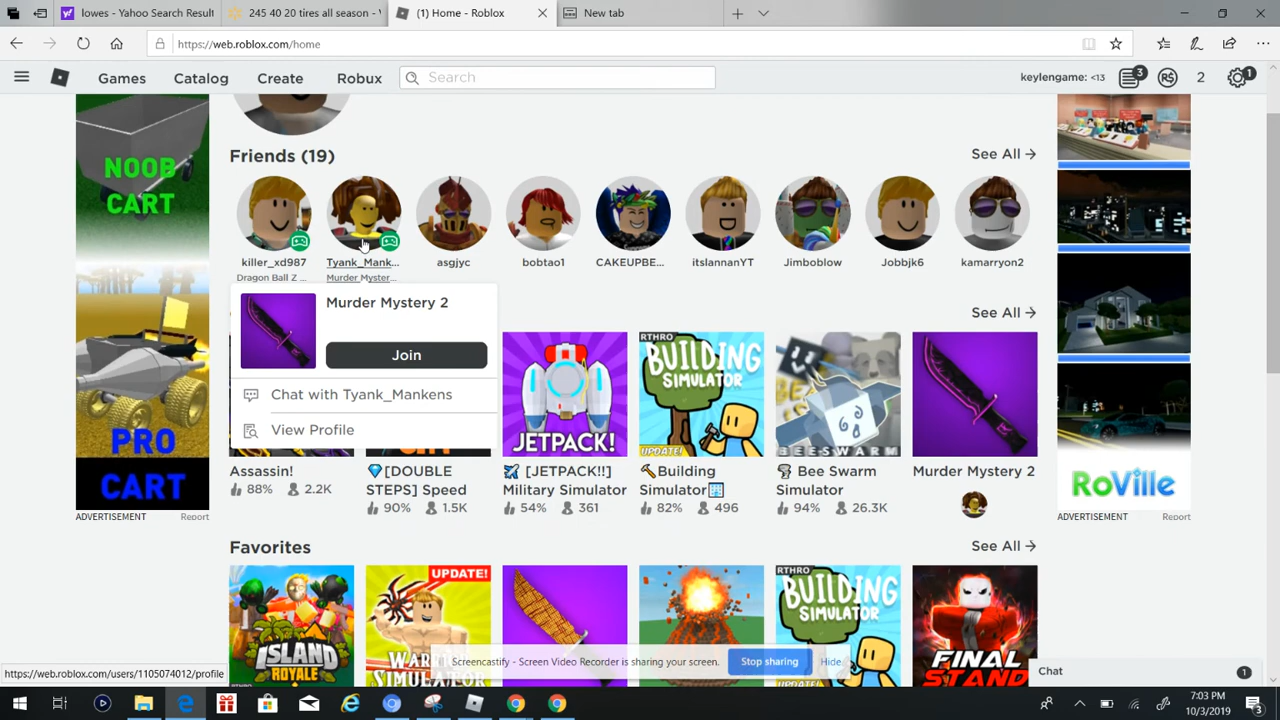 lowes - Yahoo Search Result
245 40 20 tires all season -
(1) Home - Roblox
New tab
https://web.roblox.com/home
Games
Catalog
Create
Robux
Search
keylengame: <13
3
R$
2
1
NOOB
CART
PRO
CART
ADVERTISEMENT
Report
Friends (19)
See All
killer_xd987
Dragon Ball Z ...
Tyank_Mank...
Murder Myster...
asgjyc
bobtao1
CAKEUPBE...
itsIannanYT
Jimboblow
Jobbjk6
kamarryon2
Murder Mystery 2
Join
Chat with Tyank_Mankens
View Profile
See All
JETPACK!
RTHRO
BUILDING
SIMULATOR
UPDATE!
BEE SWARM
Assassin!
88% 2.2K
[DOUBLE
STEPS] Speed
90% 1.5K
[JETPACK!!]
Military Simulator
54% 361
Building
Simulator
82% 496
Bee Swarm
Simulator
94% 26.3K
Murder Mystery 2
RoVille
ADVERTISEMENT
Report
Favorites
See All
ISLAND
ROYALE
UPDATE!
SIMULATOR
RTHRO
BUILDING
SIMULATOR
FINAL
STAND
Screencastify - Screen Video Recorder is sharing your screen.
Stop sharing
Hide
Chat
1
https://web.roblox.com/users/1105074012/profile
7:03 PM
10/3/2019
3